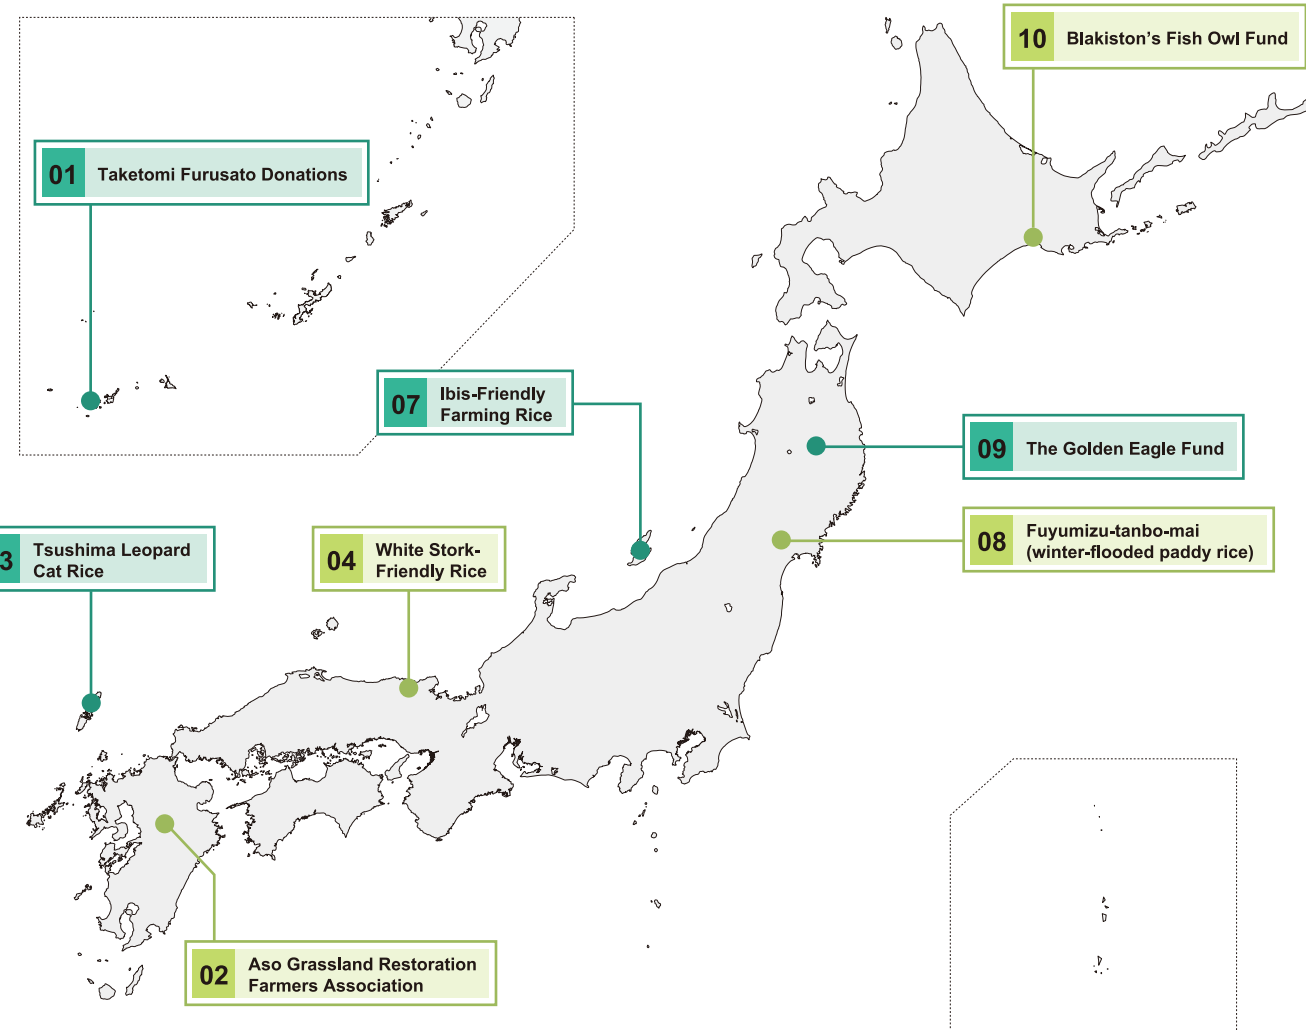 10 Blakiston's Fish Owl Fund
01 Taketomi Furusato Donations
07 Ibis-Friendly
Farming Rice
09 The Golden Eagle Fund
3 Tsushima Leopard
Cat Rice
04 White Stork-
Friendly Rice
08 Fuyumizu-tanbo-mai
(winter-flooded paddy rice)
02 Aso Grassland Restoration
Farmers Association